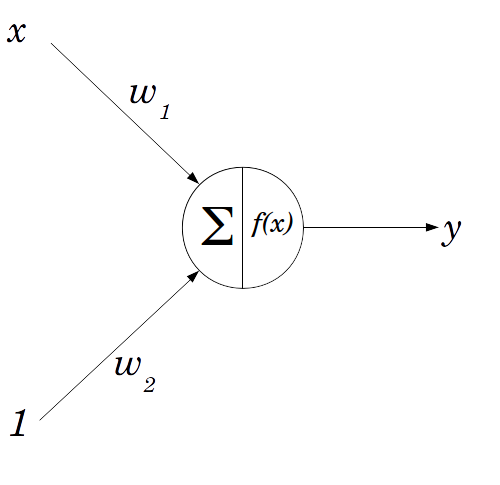 x
w₁
Σ f(x)
y
w₂
1